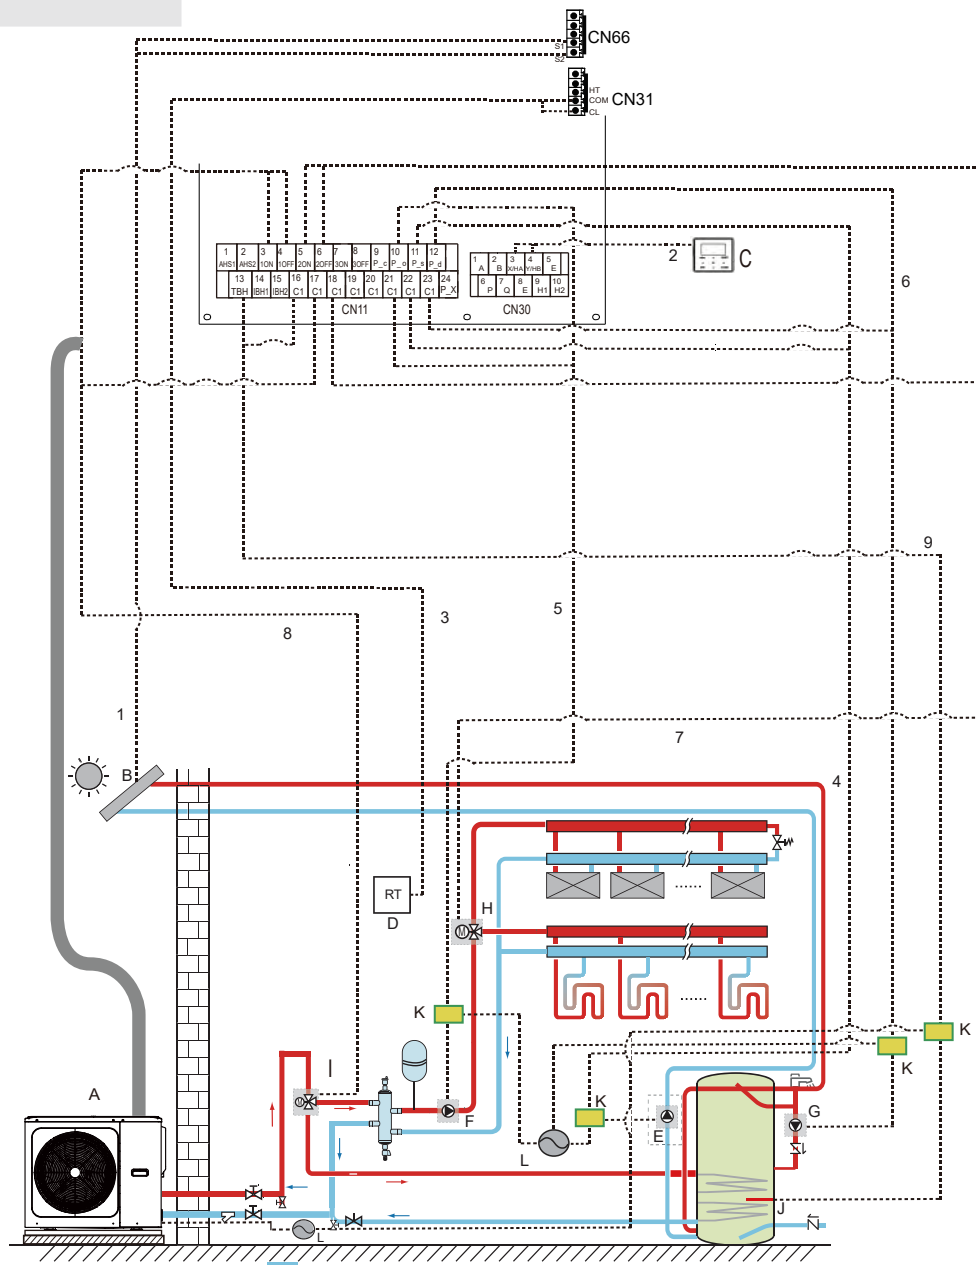 CN66
S1
S2
HT
COM
CL
CN31
1 2 3 4 5 6 7 8 9 10 11 12
AHS1 AHS2 1ON 1OFF 2ON 2OFF 3ON 3OFF P_c P_o P_s P_d
13 14 15 16 17 18 19 20 21 22 23 24
TBH IBH1 IBH2 C1 C1 C1 C1 C1 C1 C1 C1 P_X
CN11
1 2 3 4 5
A B X/HA Y/HB E
6 7 8 9 10
P Q E H1 H2
CN30
2
C
6
9
5
3
8
1
7
4
B
RT
D
H
M
K
K
K
I
A
M
F
K
E
G
L
J
L